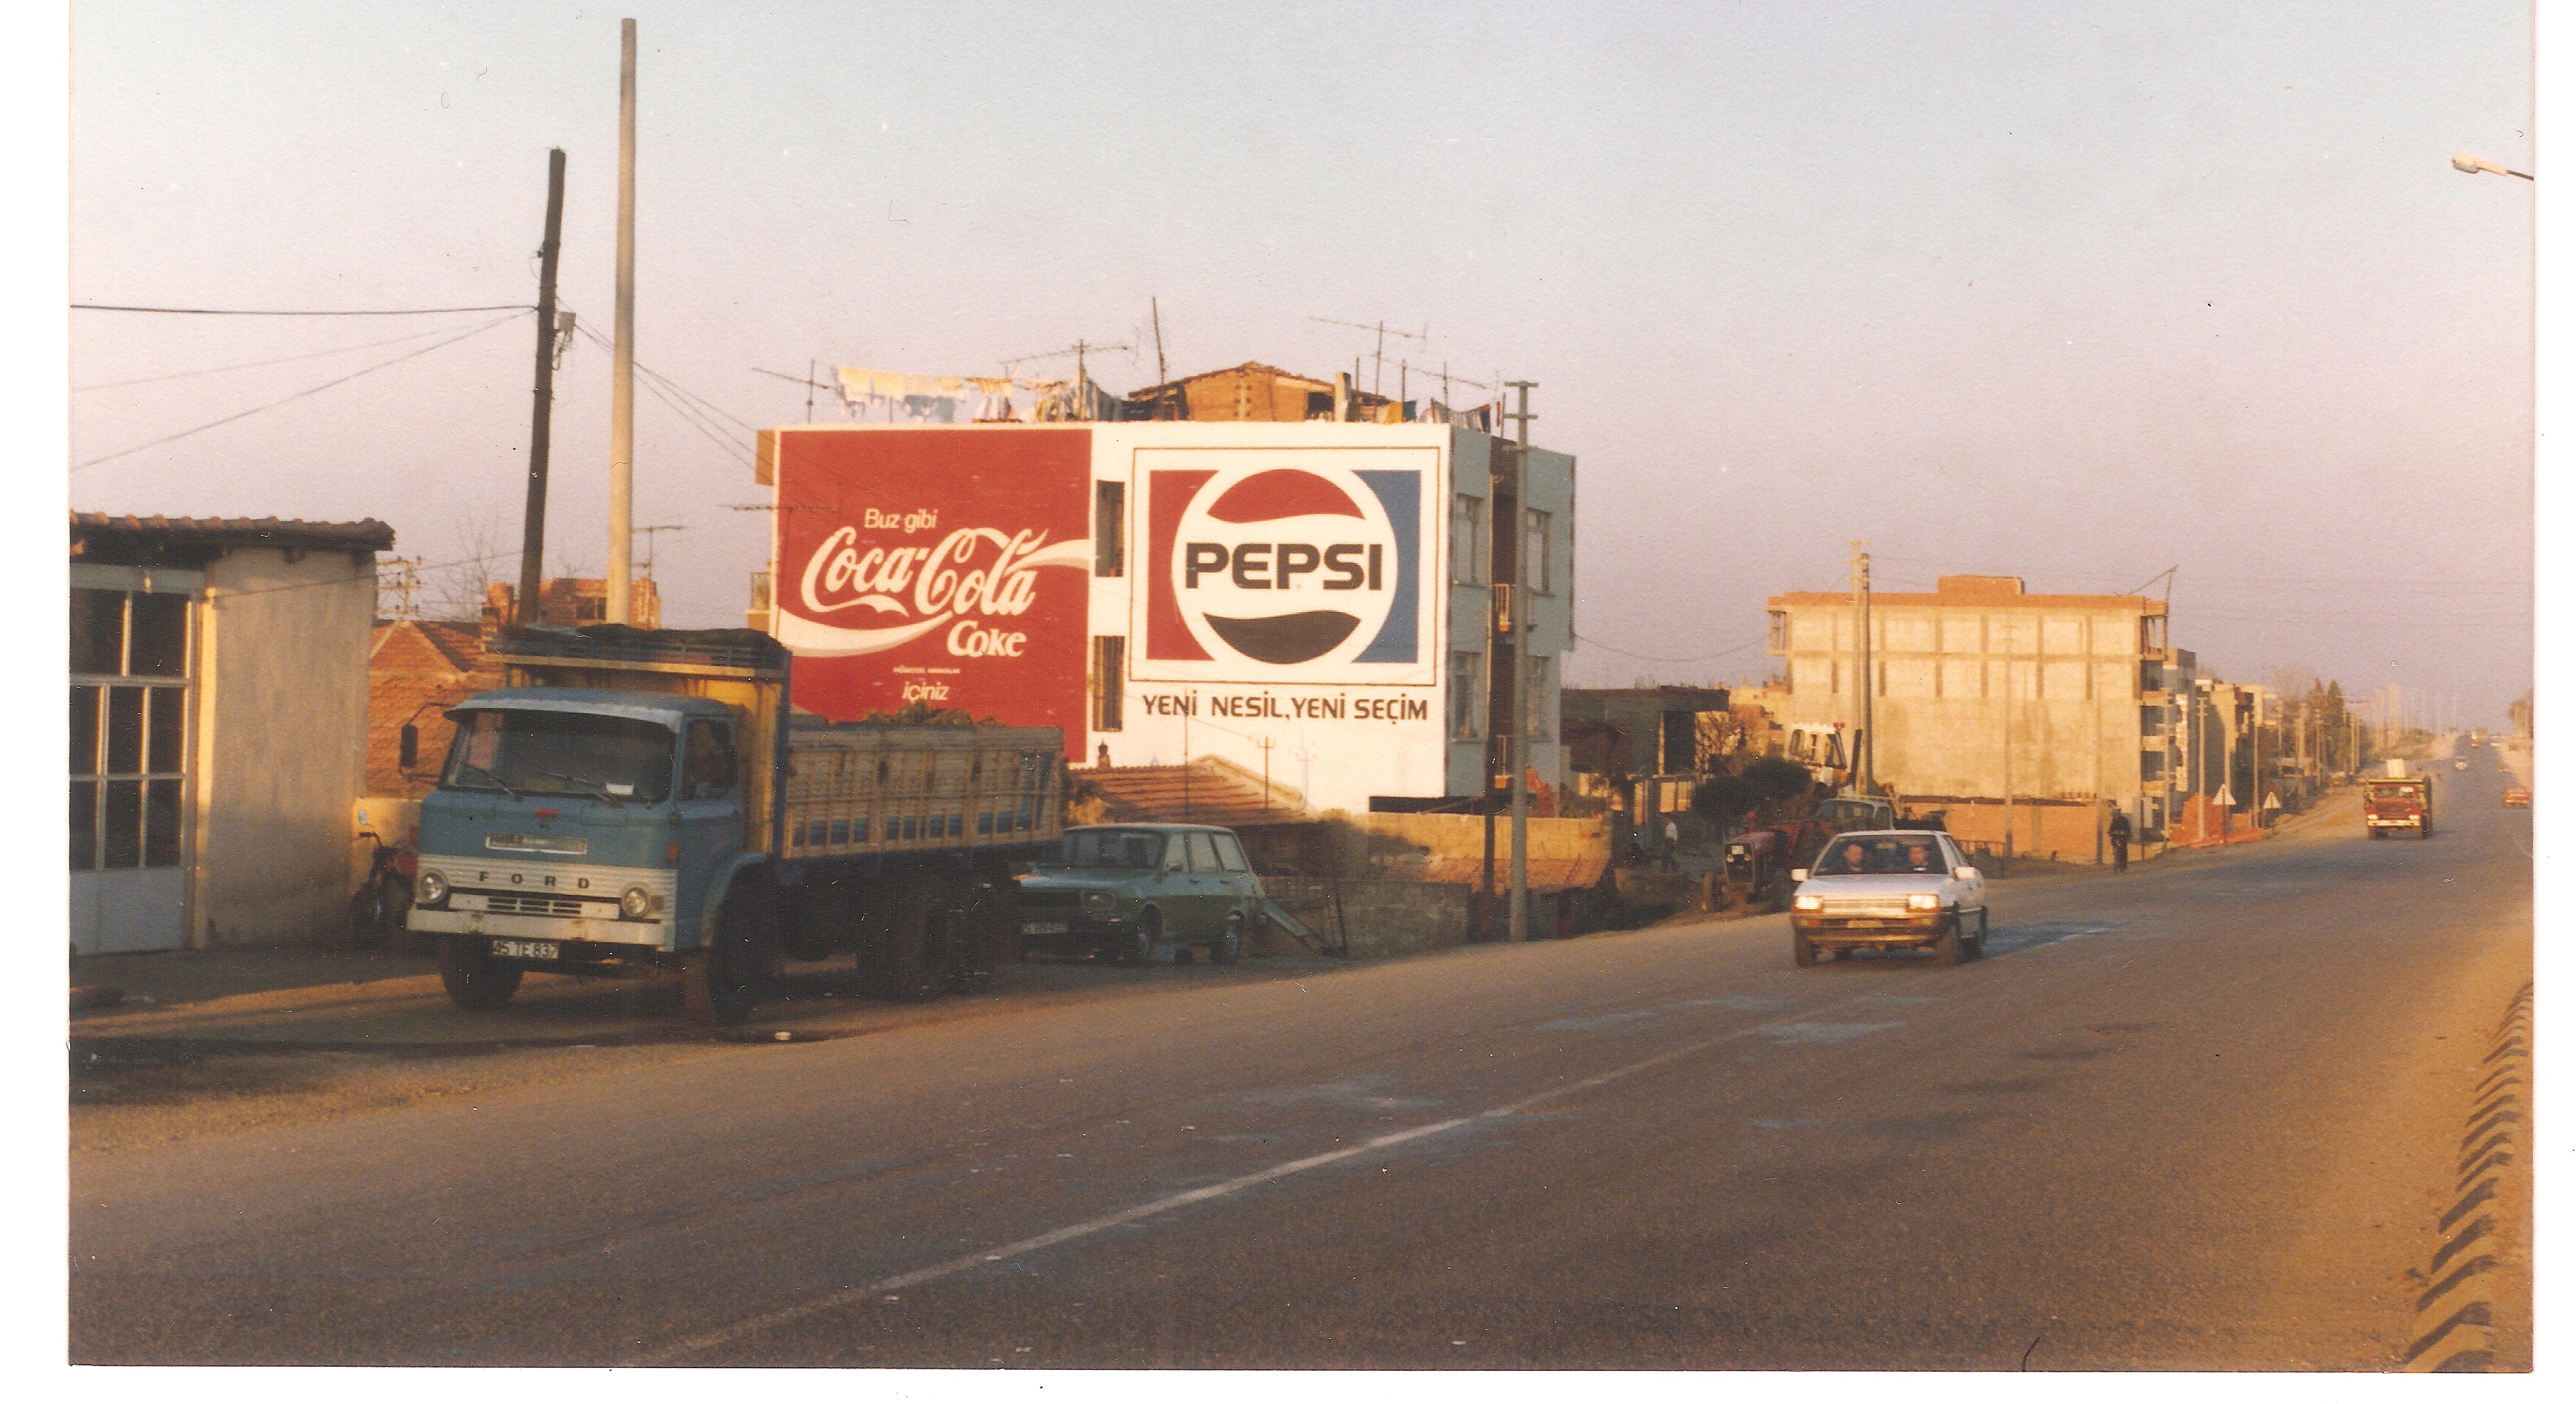 Buz gibi
Coca-Cola
Coke
içiniz
PEPSI
YENİ NESİL, YENİ SEÇİM
FORD
45 TE 837